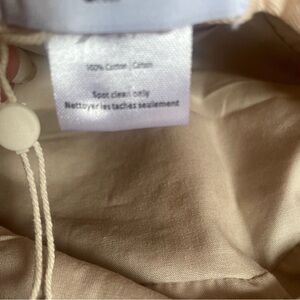 100% Cotton / Coton
Spot clean only
Nettoyer les taches seulement